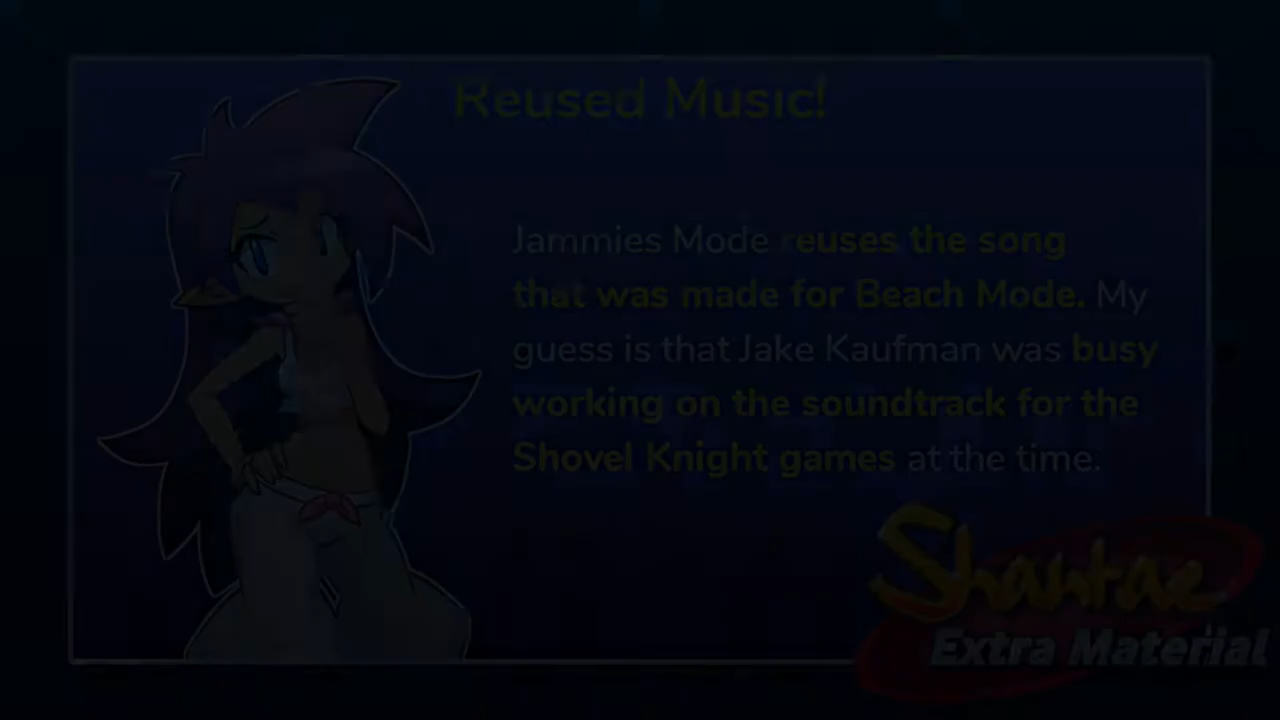 Reused Music!
Jammies Mode reuses the song
that was made for Beach Mode. My
guess is that Jake Kaufman was busy
working on the soundtrack for the
Shovel Knight games at the time.
Shantae
Extra Material